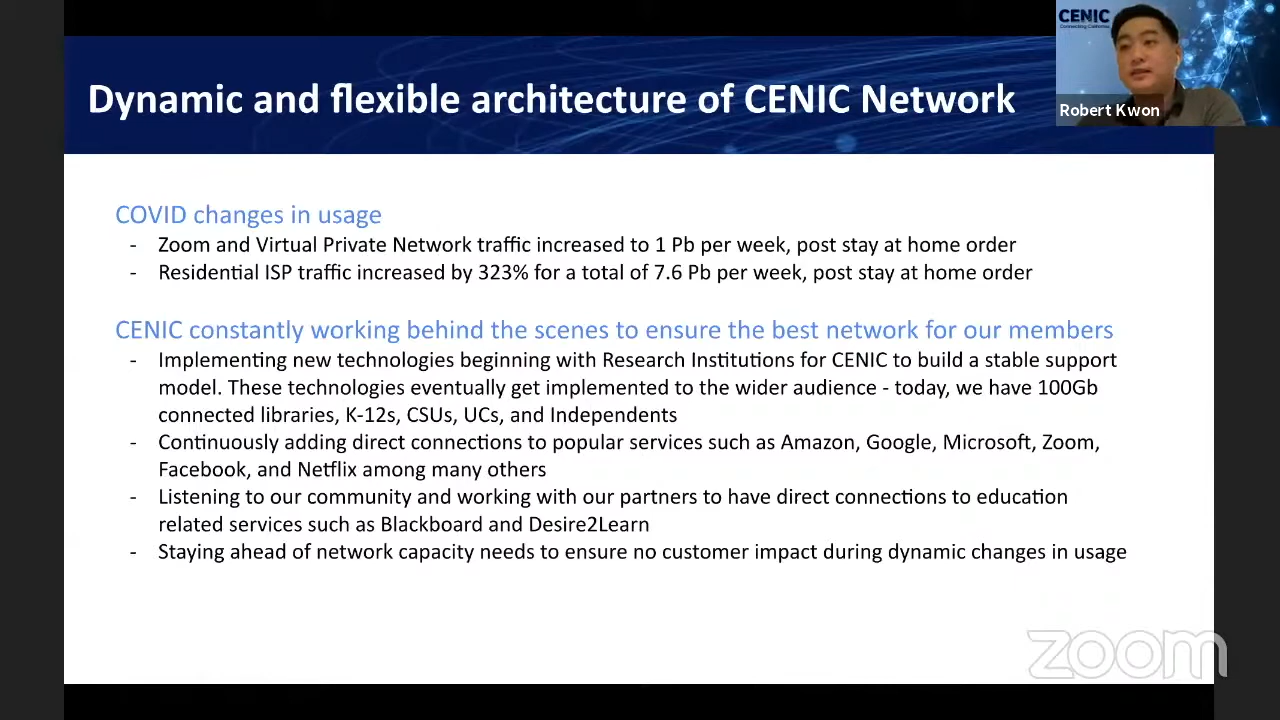 CENIC
Connecting California
Robert Kwon
Dynamic and flexible architecture of CENIC Network
COVID changes in usage
- Zoom and Virtual Private Network traffic increased to 1 Pb per week, post stay at home order
- Residential ISP traffic increased by 323% for a total of 7.6 Pb per week, post stay at home order
CENIC constantly working behind the scenes to ensure the best network for our members
- Implementing new technologies beginning with Research Institutions for CENIC to build a stable support
model. These technologies eventually get implemented to the wider audience - today, we have 100Gb
connected libraries, K-12s, CSUs, UCs, and Independents
- Continuously adding direct connections to popular services such as Amazon, Google, Microsoft, Zoom,
Facebook, and Netflix among many others
- Listening to our community and working with our partners to have direct connections to education
related services such as Blackboard and Desire2Learn
- Staying ahead of network capacity needs to ensure no customer impact during dynamic changes in usage
zoom